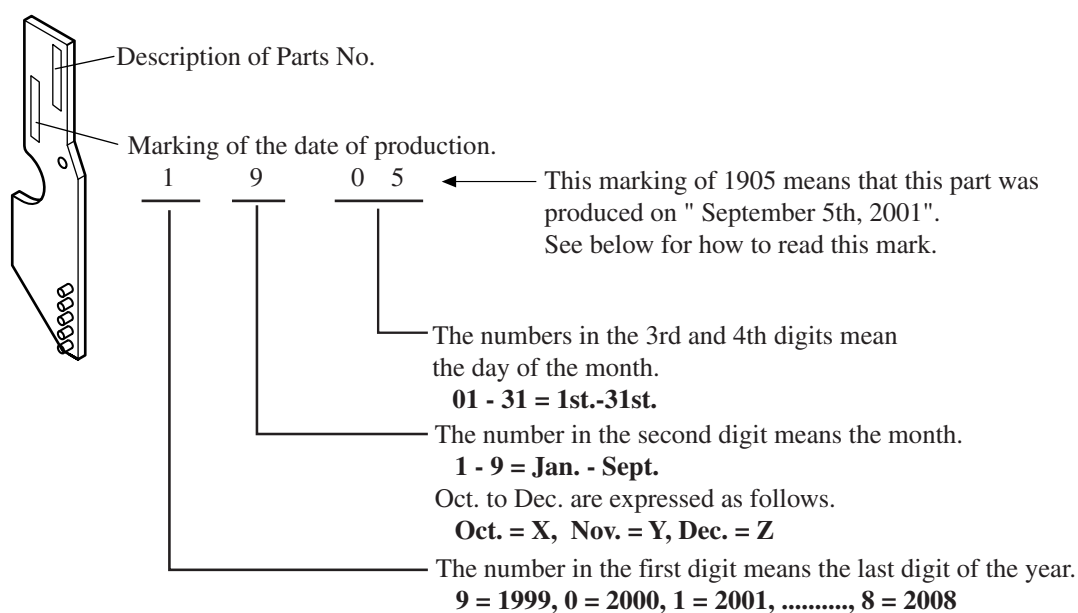 Description of Parts No.
Marking of the date of production.
1 9 0 5
This marking of 1905 means that this part was
produced on " September 5th, 2001".
See below for how to read this mark.
The numbers in the 3rd and 4th digits mean
the day of the month.
01 - 31 = 1st.-31st.
The number in the second digit means the month.
1 - 9 = Jan. - Sept.
Oct. to Dec. are expressed as follows.
Oct. = X, Nov. = Y, Dec. = Z
The number in the first digit means the last digit of the year.
9 = 1999, 0 = 2000, 1 = 2001, .........., 8 = 2008